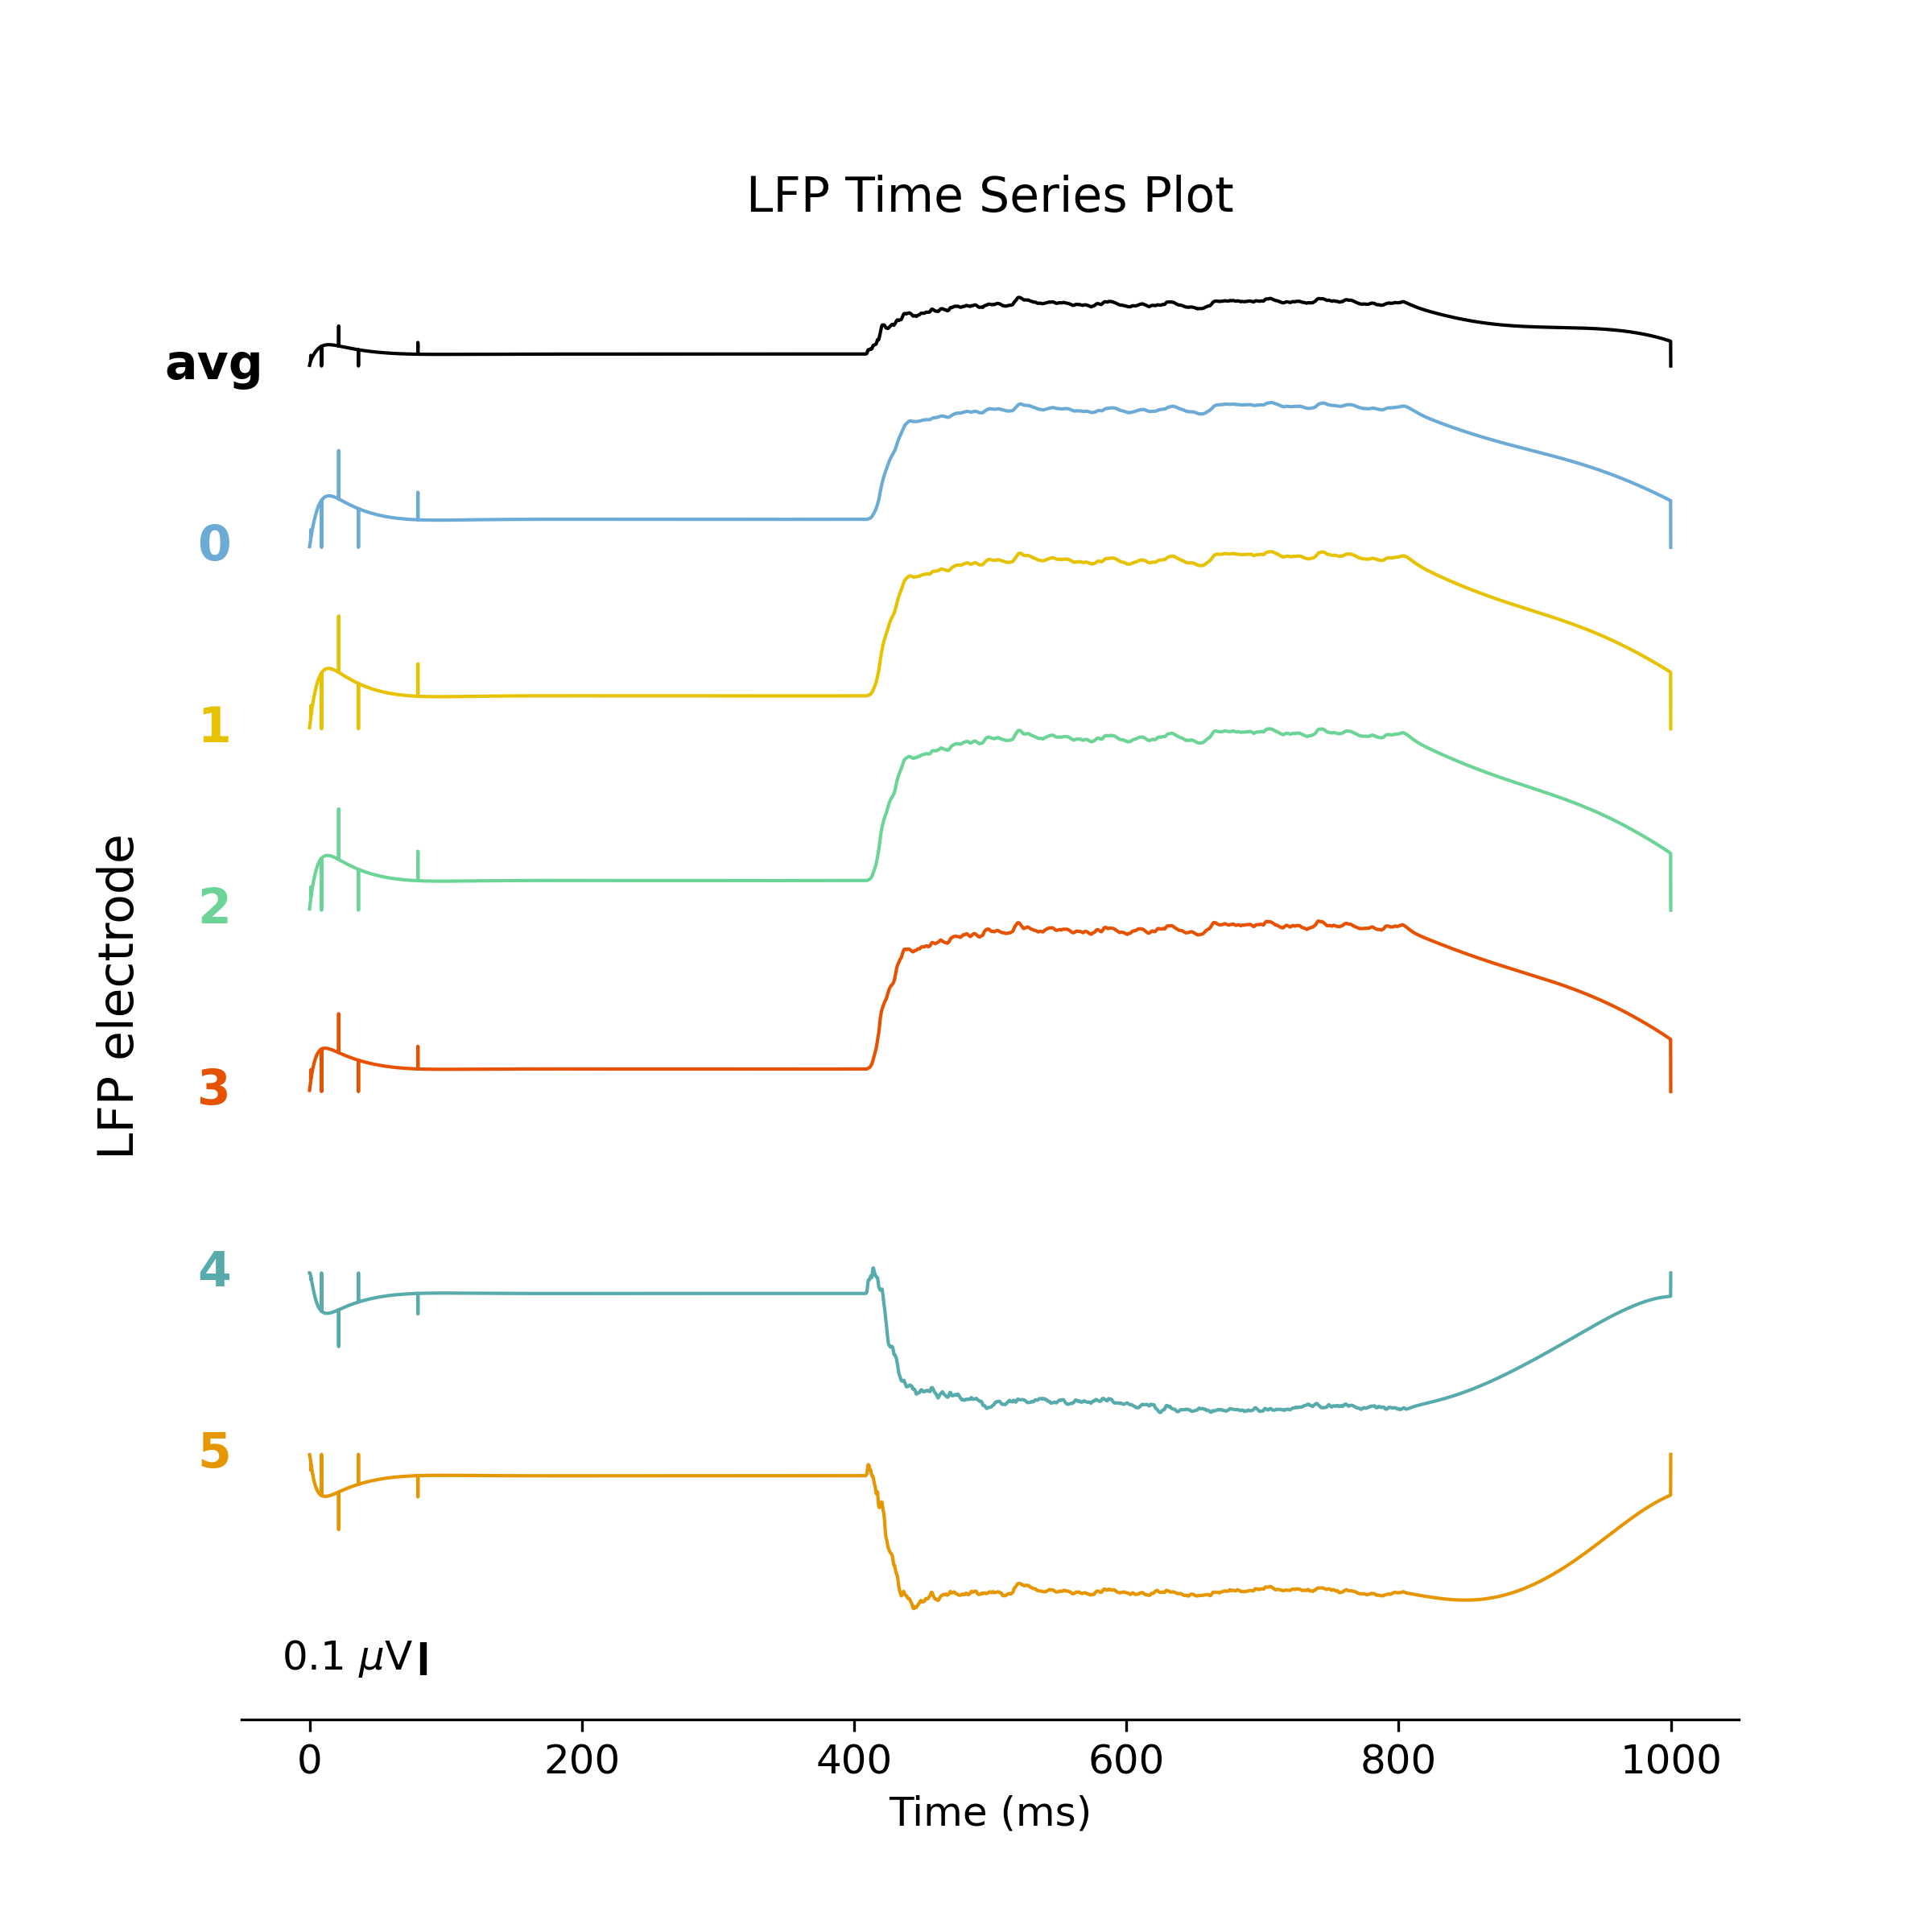 LFP Time Series Plot
avg
0
1
2
3
4
5
LFP electrode
0.1 μV
0 200 400 600 800 1000
Time (ms)